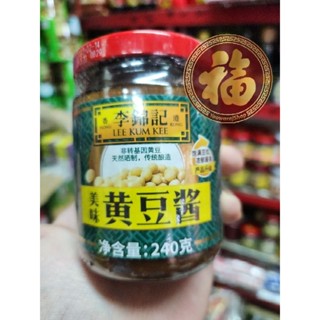 福
李錦記
LEE KUM KEE
非转基因黄豆
天然晒制，传统酿造
美味
黄豆酱
净含量：240克